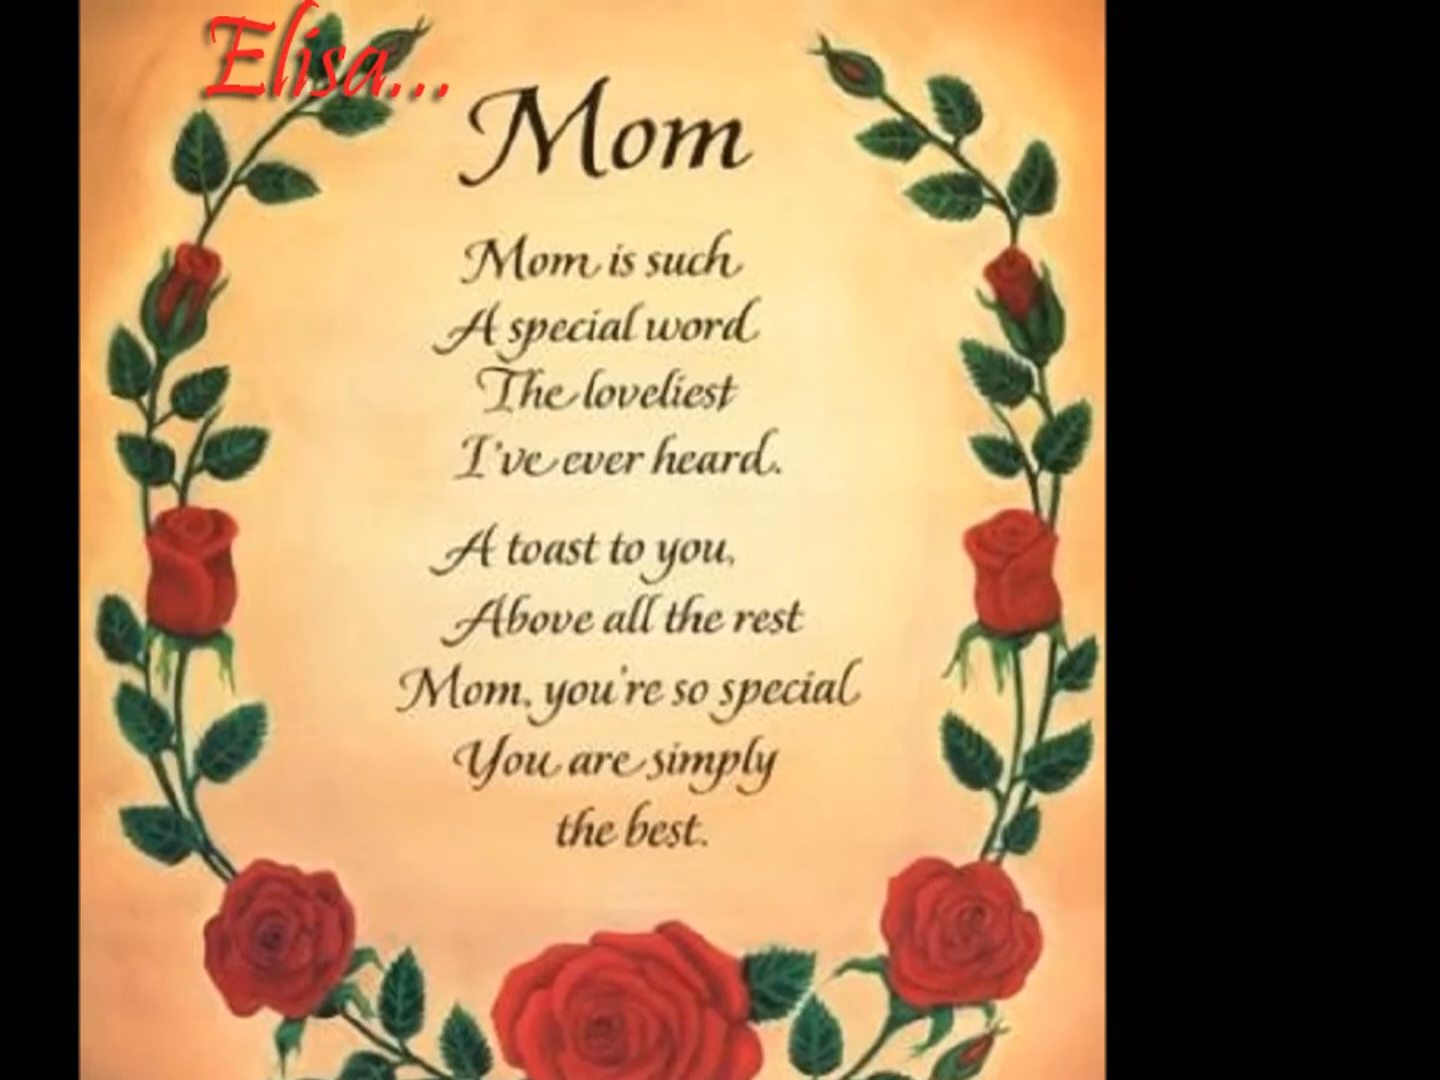 Elisa...
Mom
Mom is such
A special word
The loveliest
I've ever heard.
A toast to you,
Above all the rest
Mom, you're so special
You are simply
the best.